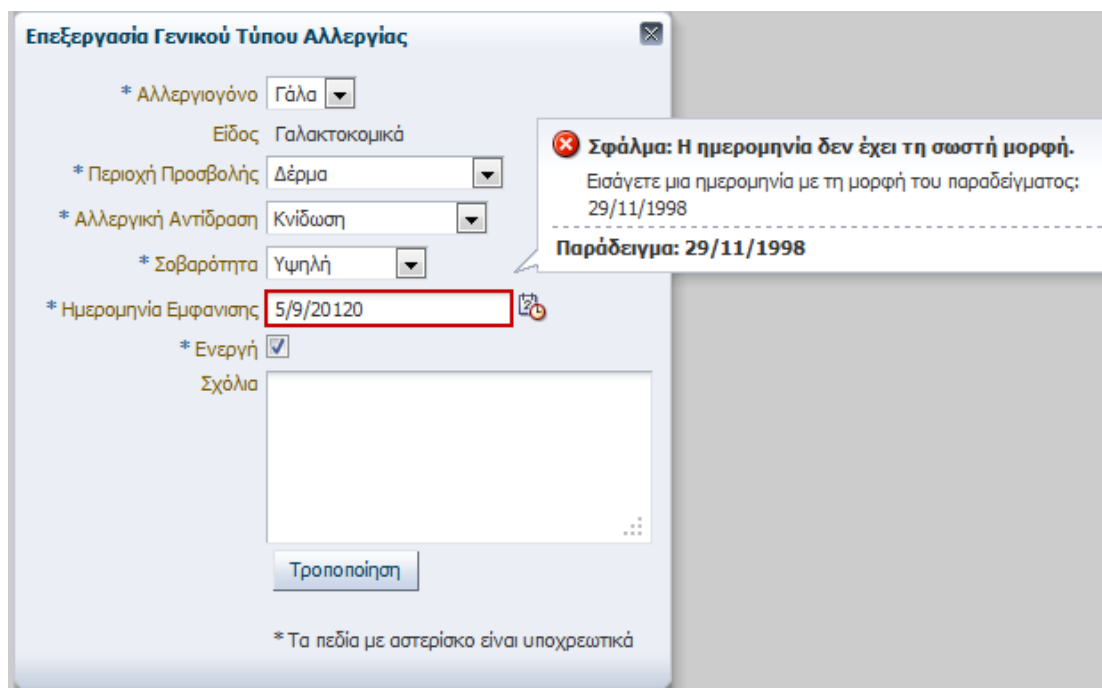 Επεξεργασία Γενικού Τύπου Αλλεργίας
* Αλλεργιογόνο Γάλα
Είδος Γαλακτοκομικά
* Περιοχή Προσβολής Δέρμα
* Αλλεργική Αντίδραση Κνίδωση
* Σοβαρότητα Υψηλή
* Ημερομηνία Εμφανισης 5/9/20120
* Ενεργή
Σχόλια
Τροποποίηση
* Τα πεδία με αστερίσκο είναι υποχρεωτικά
Σφάλμα: Η ημερομηνία δεν έχει τη σωστή μορφή.
Εισάγετε μια ημερομηνία με τη μορφή του παραδείγματος:
29/11/1998
Παράδειγμα: 29/11/1998